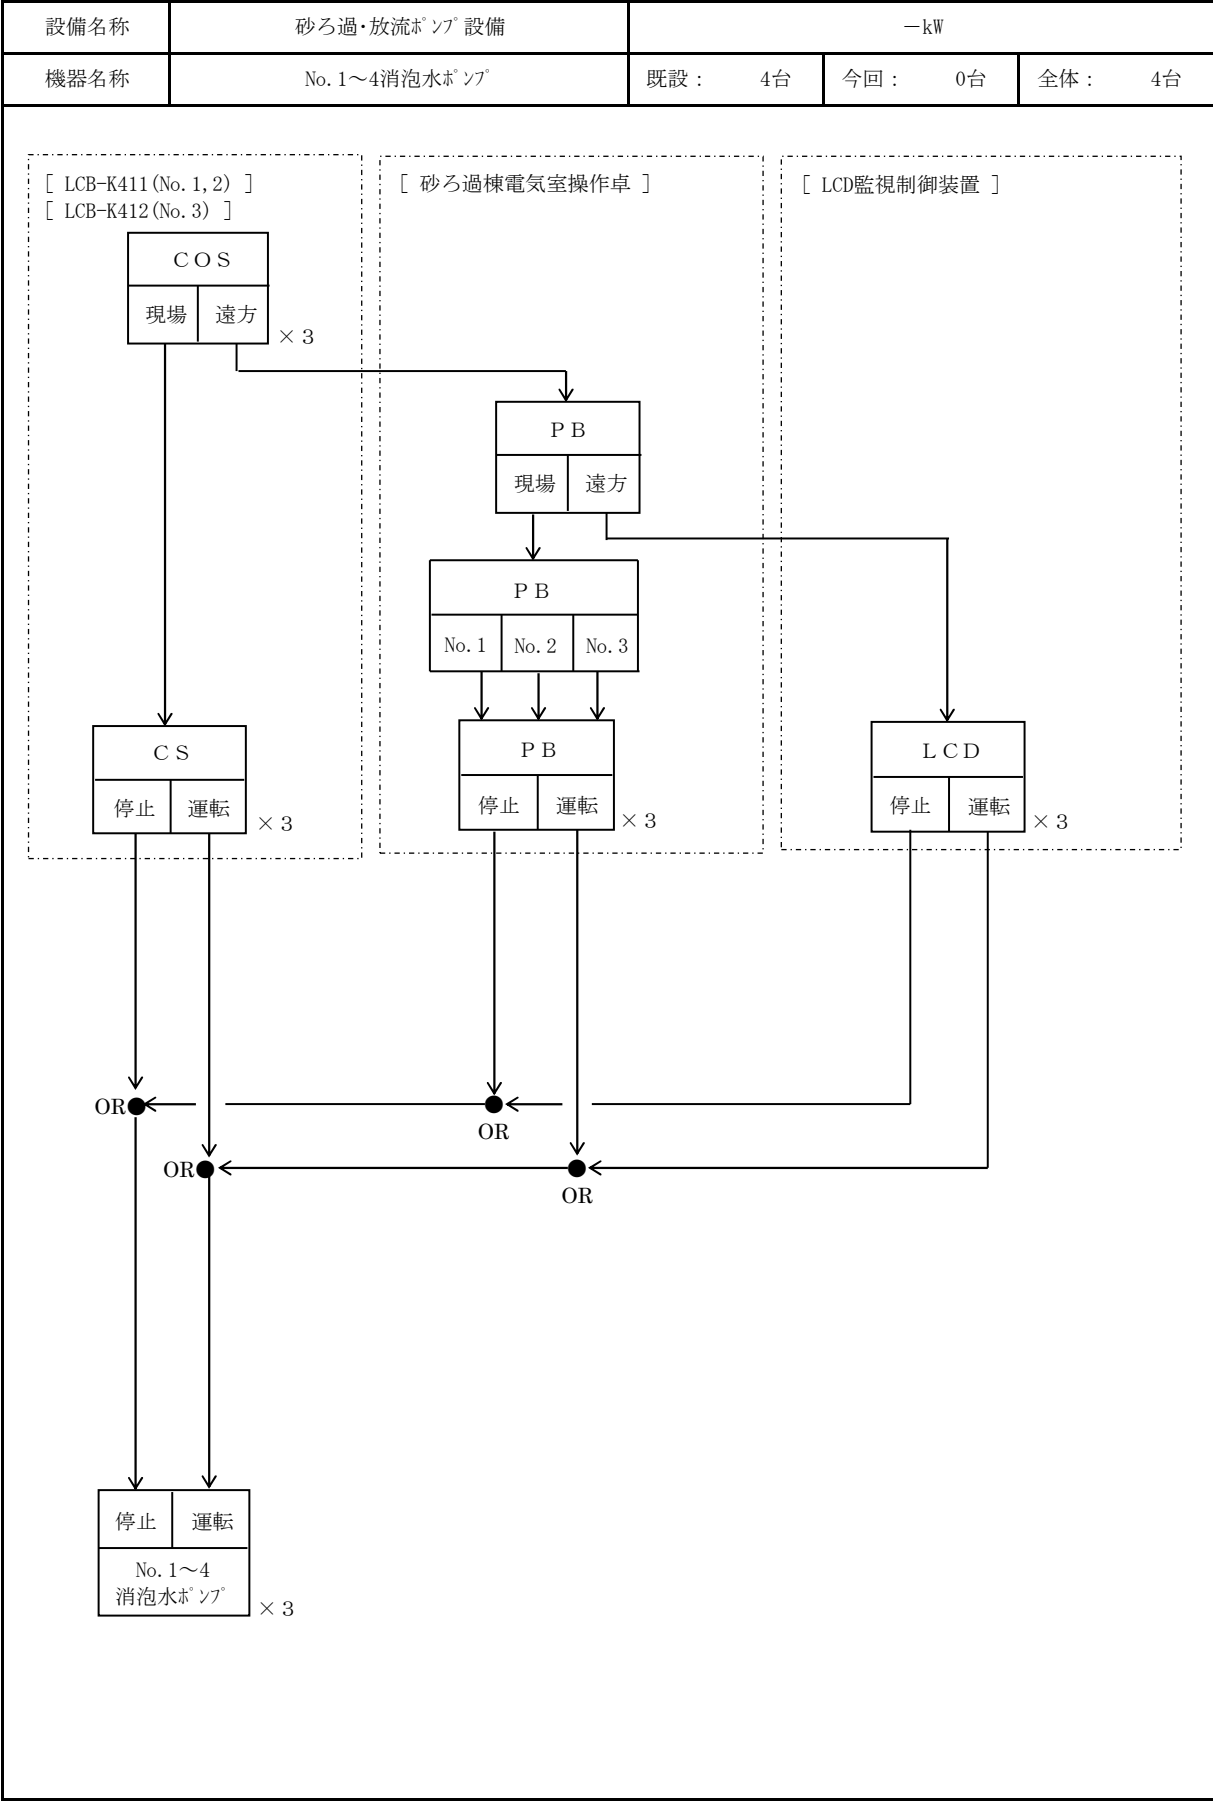 設備名称 砂ろ過・放流ﾎﾟﾝﾌﾟ設備 －kW
機器名称 No.1～4消泡水ﾎﾟﾝﾌﾟ 既設： 4台 今回： 0台 全体： 4台
[ LCB-K411(No.1,2) ]
[ LCB-K412(No.3) ]
[ 砂ろ過棟電気室操作卓 ]
[ LCD監視制御装置 ]
ＣＯＳ
現場 遠方
×３
ＰＢ
現場 遠方
ＰＢ
No.1 No.2 No.3
ＣＳ
停止 運転
×３
ＰＢ
停止 運転
×３
ＬＣＤ
停止 運転
×３
OR
OR
OR
OR
停止 運転
No.1～4
消泡水ﾎﾟﾝﾌﾟ
×３